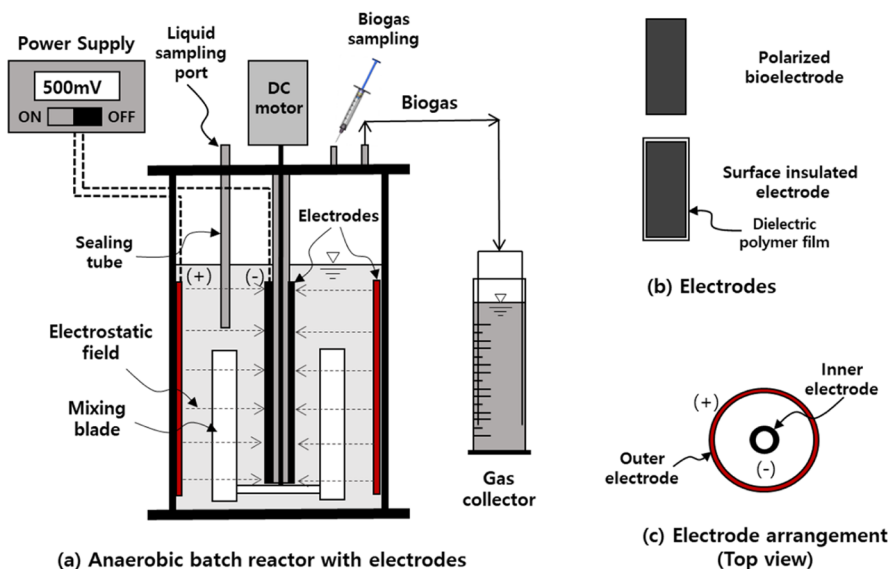 Power Supply
500mV
ON
OFF
Liquid
sampling
port
DC
motor
Biogas
sampling
Biogas
Sealing
tube
Electrodes
(+)
(-)
Electrostatic
field
Mixing
blade
Gas
collector
(a) Anaerobic batch reactor with electrodes
Polarized
bioelectrode
Surface insulated
electrode
Dielectric
polymer film
(b) Electrodes
Inner
electrode
(+)
Outer
electrode
(-)
(c) Electrode arrangement
(Top view)